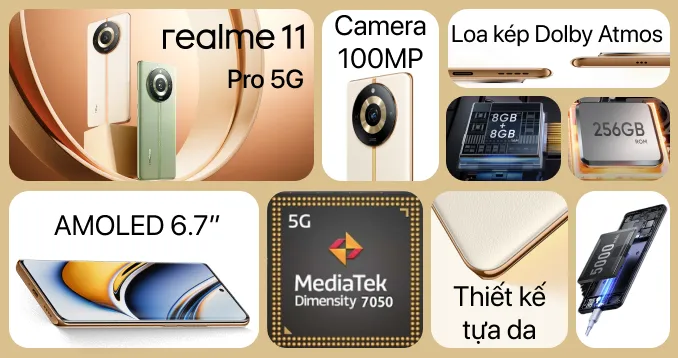 realme 11
Pro 5G
Camera
100MP
Loa kép Dolby Atmos
8GB
+
8GB
256GB
ROM
AMOLED 6.7”
5G
MediaTek
Dimensity 7050
Thiết kế
tựa da
5000